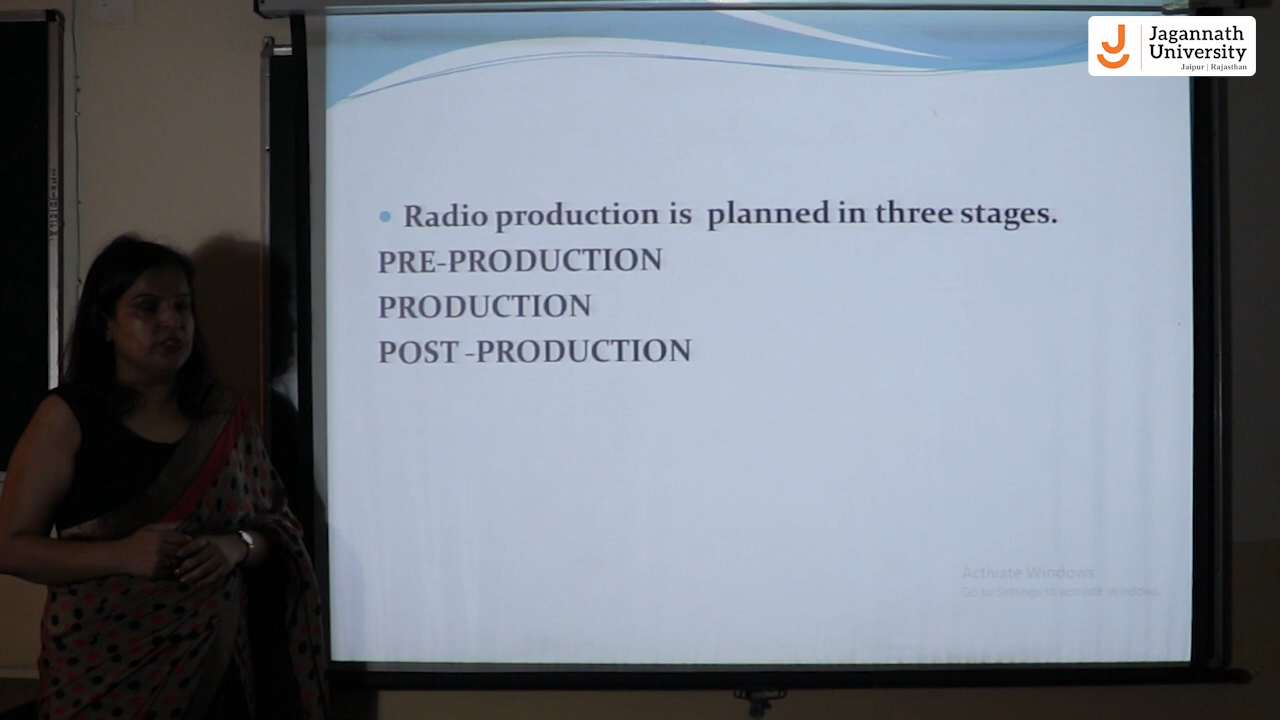 Jagannath
University
Jaipur | Rajasthan
• Radio production is planned in three stages.
PRE-PRODUCTION
PRODUCTION
POST -PRODUCTION
Activate Windows
Go to Settings to activate Windows.